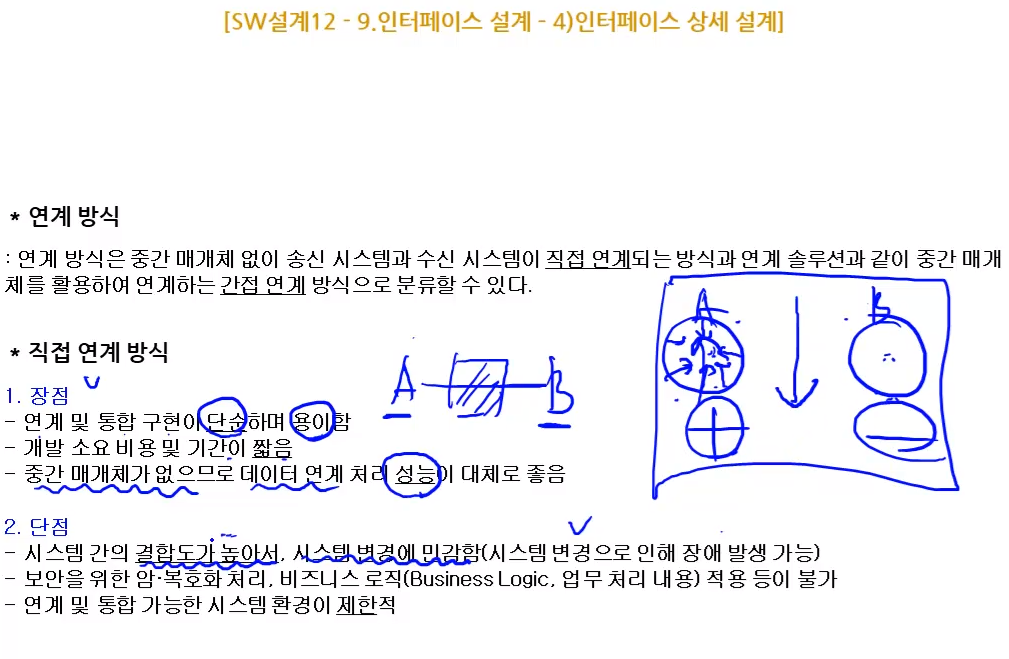 [SW설계12 - 9.인터페이스 설계 - 4)인터페이스 상세 설계]
* 연계 방식
: 연계 방식은 중간 매개체 없이 송신 시스템과 수신 시스템이 직접 연계되는 방식과 연계 솔루션과 같이 중간 매개
체를 활용하여 연계하는 간접 연계 방식으로 분류할 수 있다.
A B
* 직접 연계 방식
A B
1. 장점
- 연계 및 통합 구현이 단순하며 용이함
- 개발 소요 비용 및 기간이 짧음
- 중간 매개체가 없으므로 데이터 연계 처리 성능이 대체로 좋음
2. 단점
- 시스템 간의 결합도가 높아서, 시스템 변경에 민감함(시스템 변경으로 인해 장애 발생 가능)
- 보안을 위한 암·복호화 처리, 비즈니스 로직(Business Logic, 업무 처리 내용) 적용 등이 불가
- 연계 및 통합 가능한 시스템 환경이 제한적